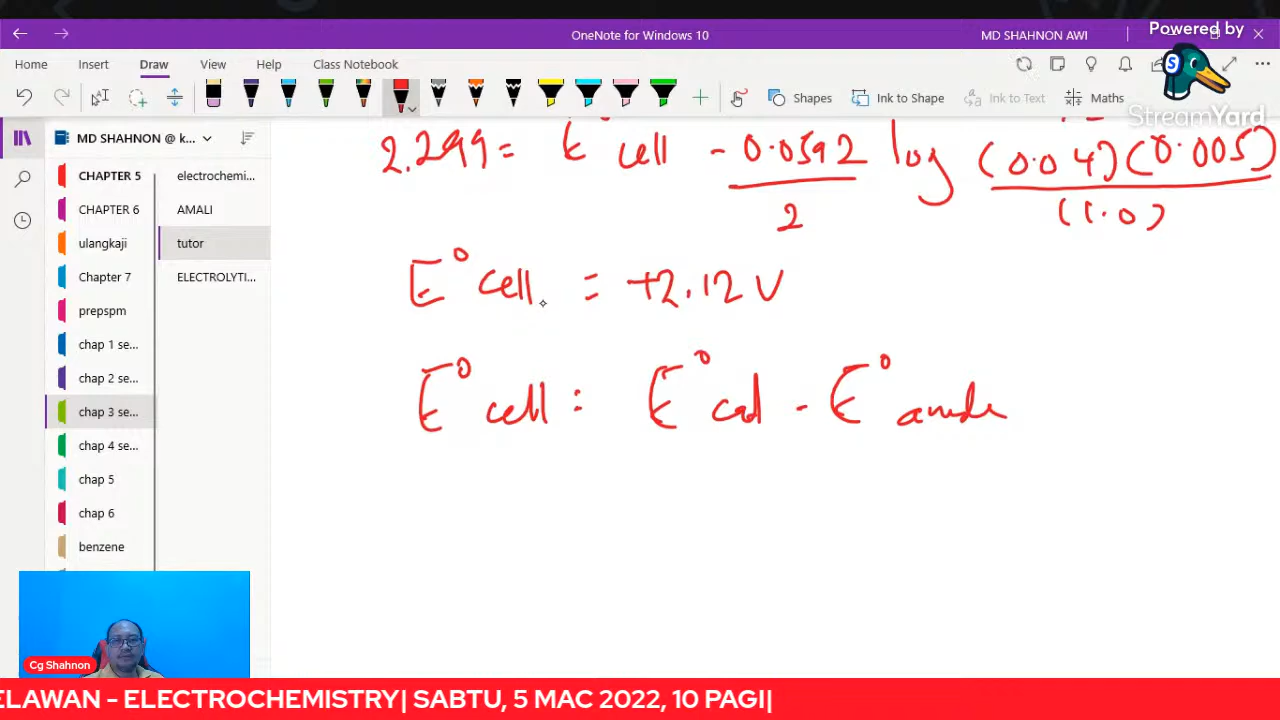 Powered by
OneNote for Windows 10
MD SHAHNON AWI
StreamYard
Home Insert Draw View Help Class Notebook
Shapes Ink to Shape Ink to Text Maths
MD SHAHNON @ k...
CHAPTER 5
CHAPTER 6
ulangkaji
Chapter 7
prepspm
chap 1 se...
chap 2 se...
chap 3 se...
chap 4 se...
chap 5
chap 6
benzene
electrochemi...
AMALI
tutor
ELECTROLYTI...
2.299 = E° cell - 0.0592/2 log (0.04)(0.005)/(1.0)
E° cell = +2.12 V
E° cell = E° cad - E° anode
Cg Shahnon
ELAWAN - ELECTROCHEMISTRY| SABTU, 5 MAC 2022, 10 PAGI|